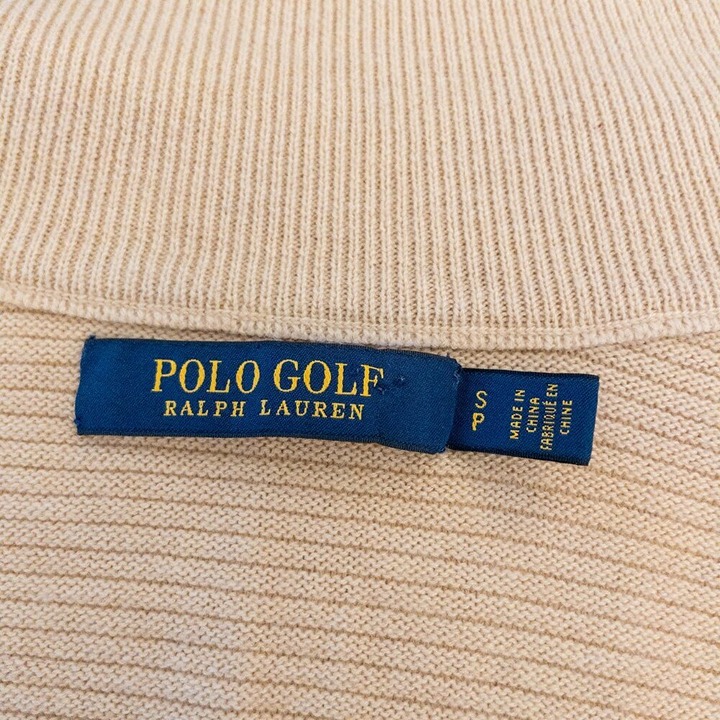 POLO GOLF
RALPH LAUREN
S
P
MADE IN
CHINA
FABRIQUÉ EN
CHINE